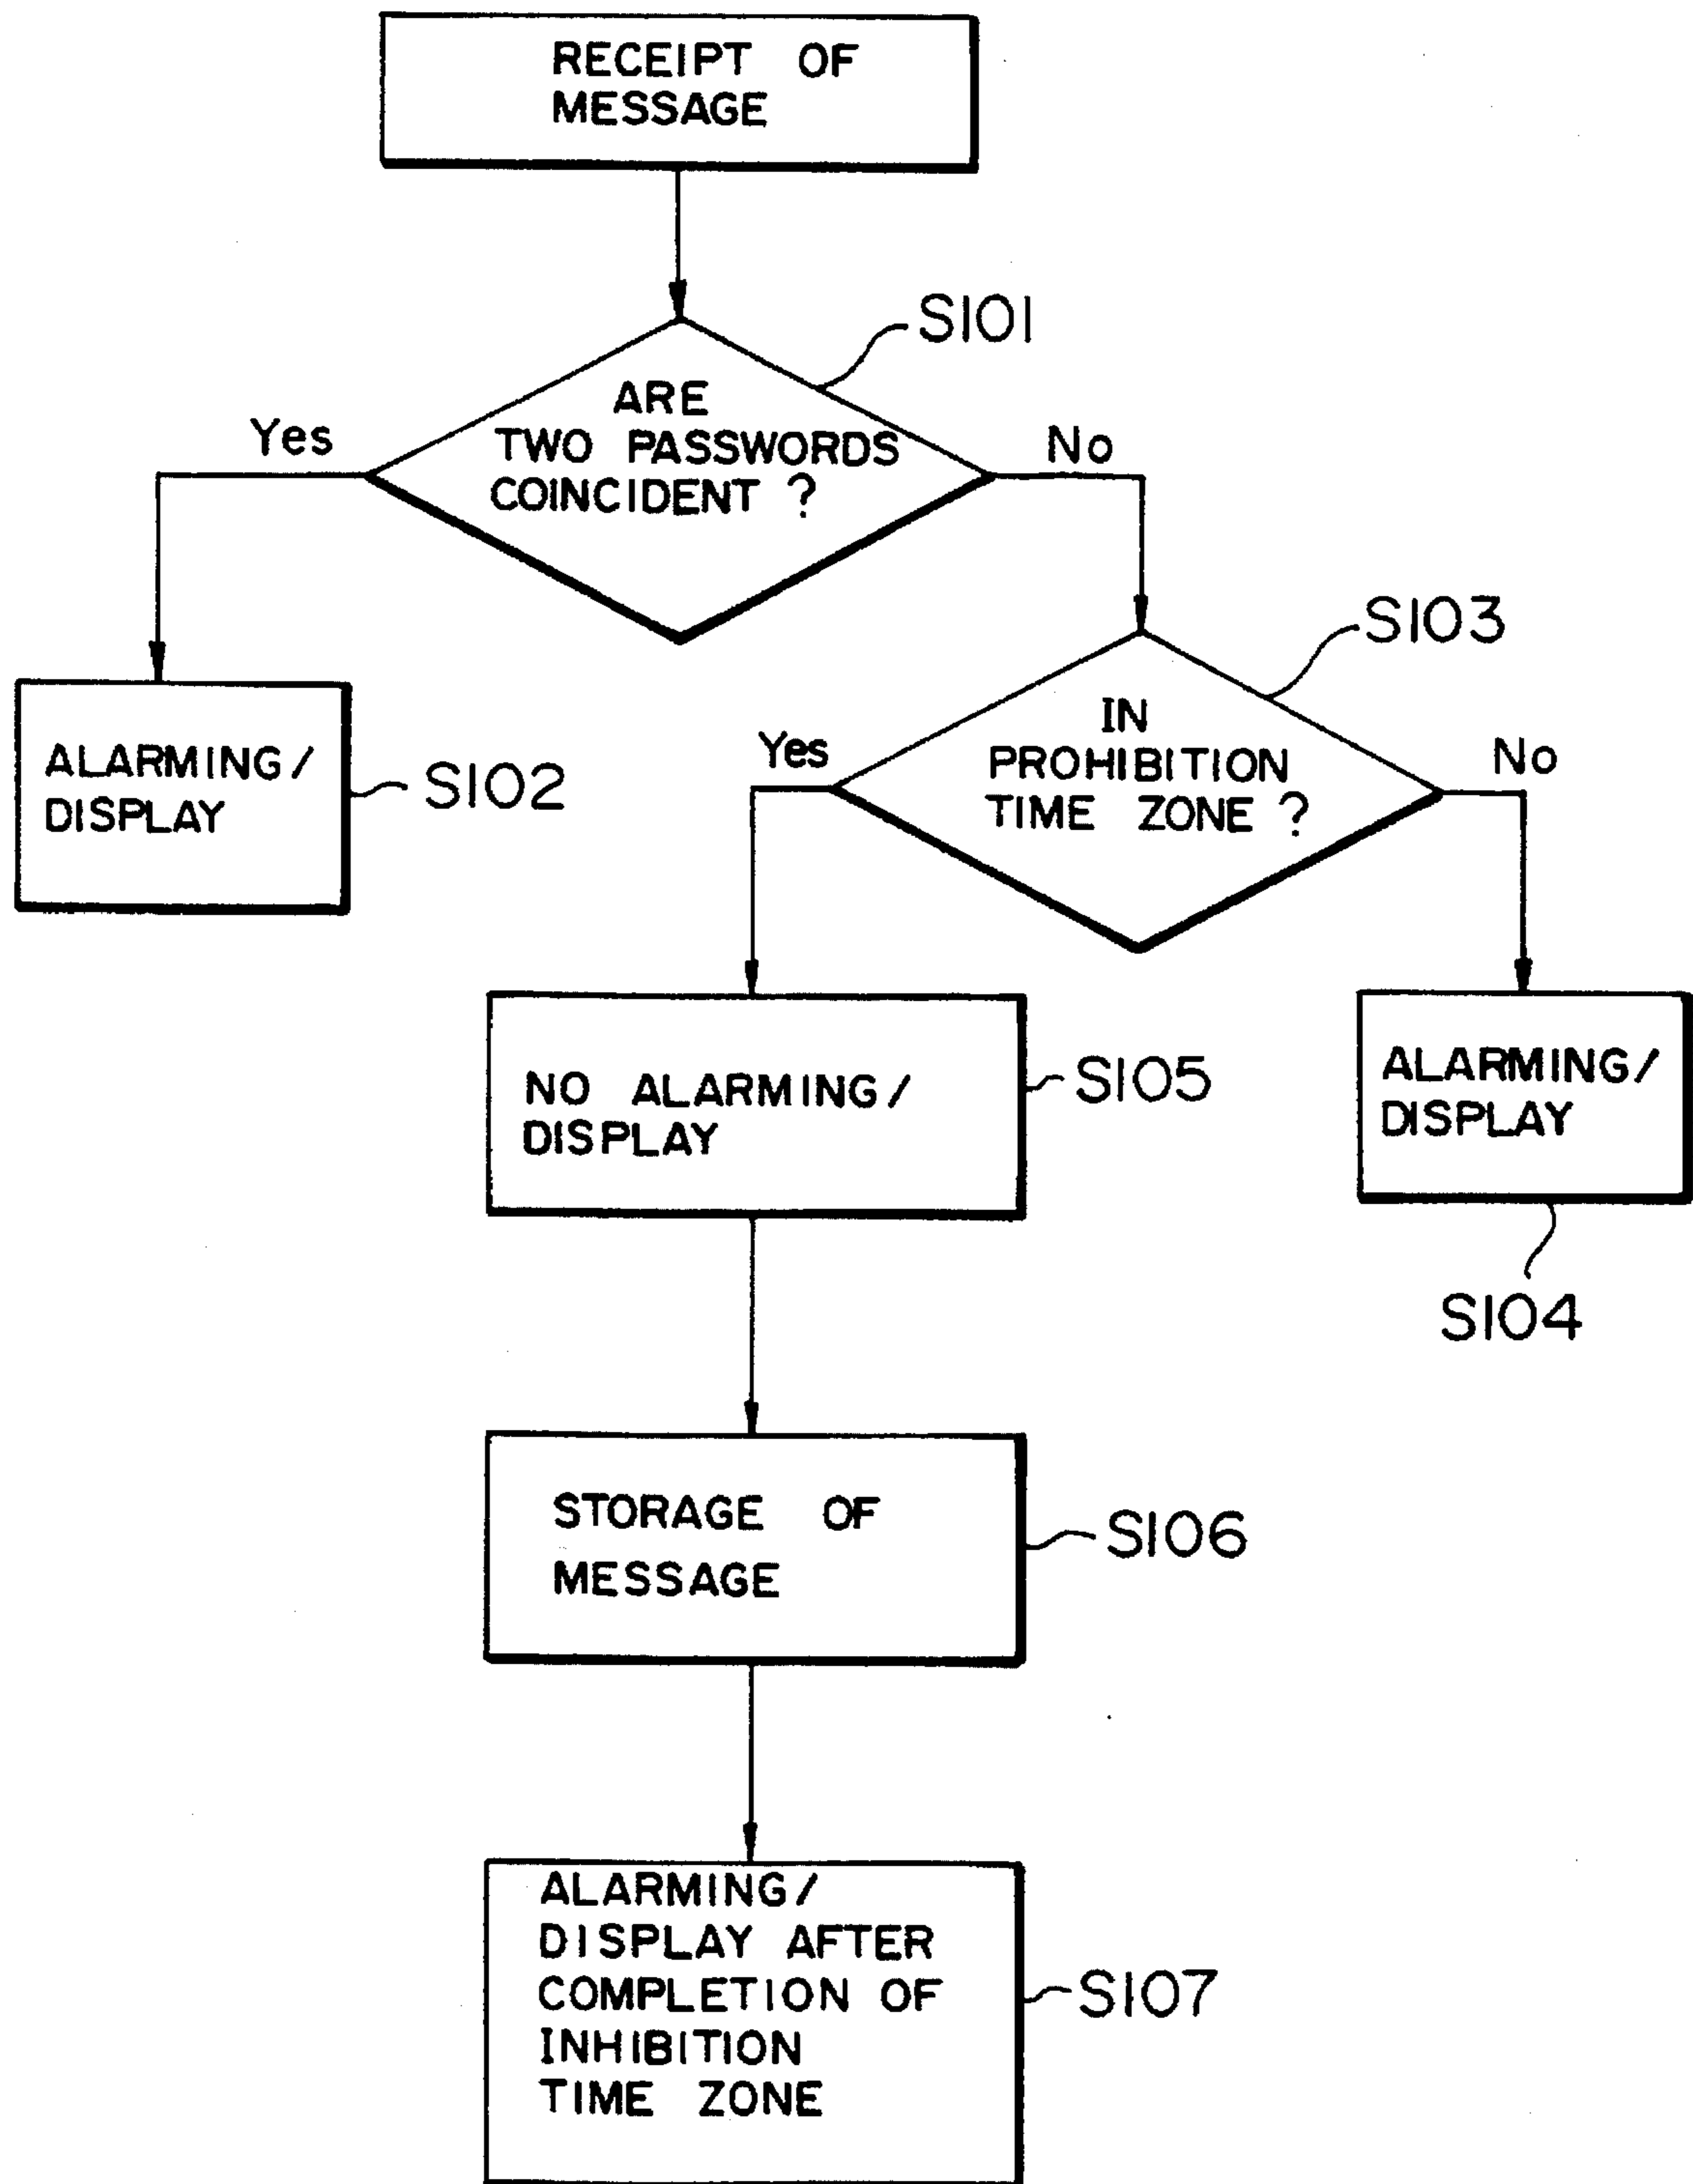 RECEIPT OF
MESSAGE
S101
ARE
TWO PASSWORDS
COINCIDENT ?
Yes
No
S103
IN
PROHIBITION
TIME ZONE ?
Yes
No
ALARMING/
DISPLAY
S102
NO ALARMING/
DISPLAY
S105
ALARMING/
DISPLAY
S104
STORAGE OF
MESSAGE
S106
ALARMING/
DISPLAY AFTER
COMPLETION OF
INHIBITION
TIME ZONE
S107